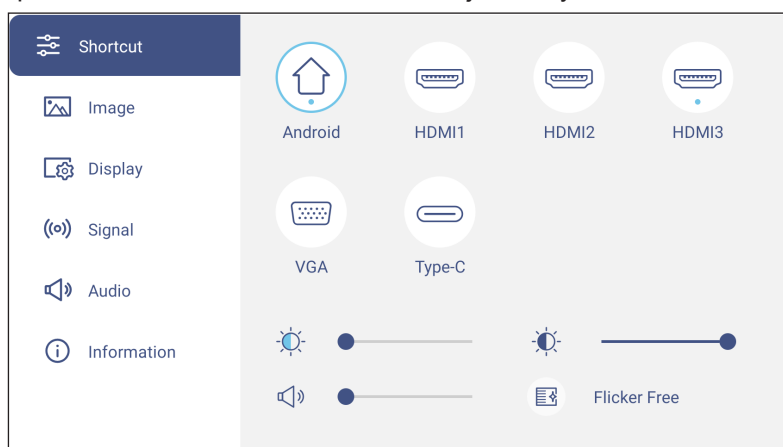 Shortcut
Image
Display
Signal
Audio
Information
Android HDMI1 HDMI2 HDMI3
VGA Type-C
Flicker Free